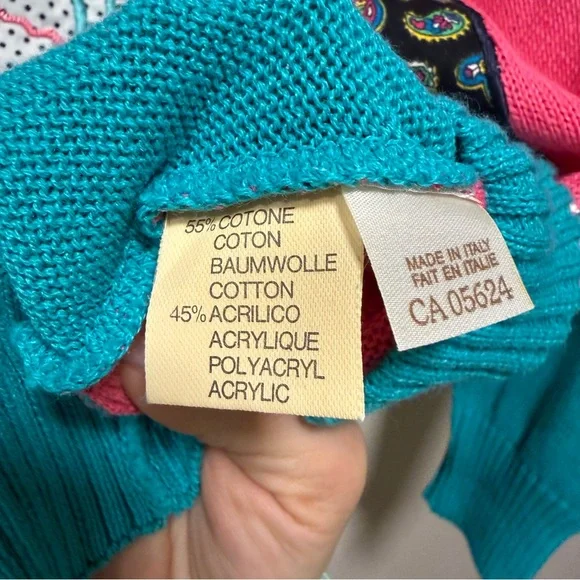 55% COTONE
COTON
BAUMWOLLE
COTTON
45% ACRILICO
ACRYLIQUE
POLYACRYL
ACRYLIC
MADE IN ITALY
FAIT EN ITALIE
CA 05624